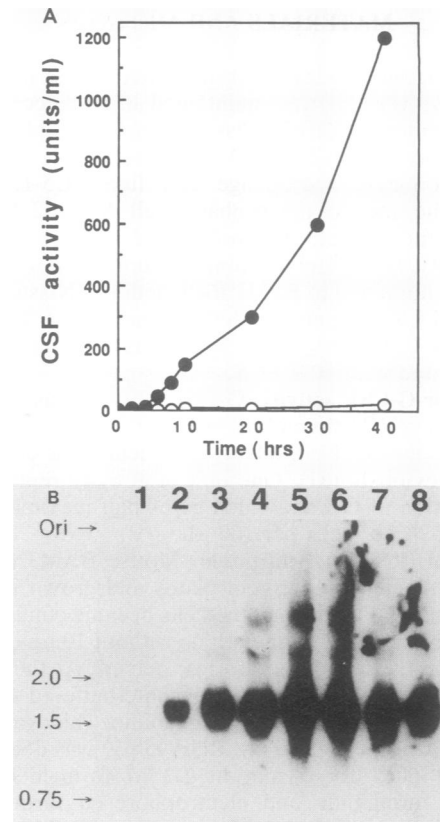 A
1200
1000
800
600
400
200
0
CSF activity (units/ml)
0 10 20 30 40
Time (hrs)
B
1 2 3 4 5 6 7 8
Ori →
2.0 →
1.5 →
0.75 →